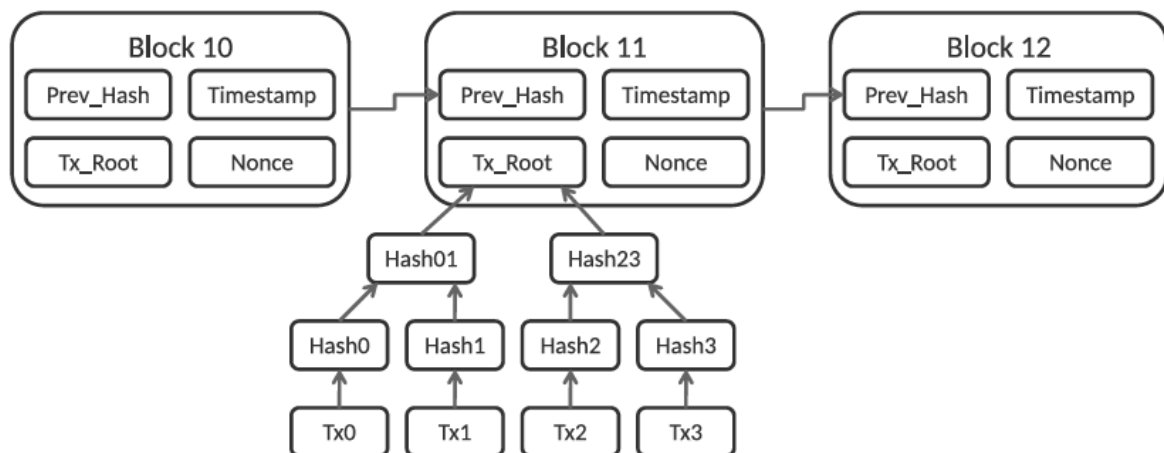 Block 10
Block 11
Block 12
Prev_Hash
Timestamp
Prev_Hash
Timestamp
Prev_Hash
Timestamp
Tx_Root
Nonce
Tx_Root
Nonce
Tx_Root
Nonce
Hash01
Hash23
Hash0
Hash1
Hash2
Hash3
Tx0
Tx1
Tx2
Tx3